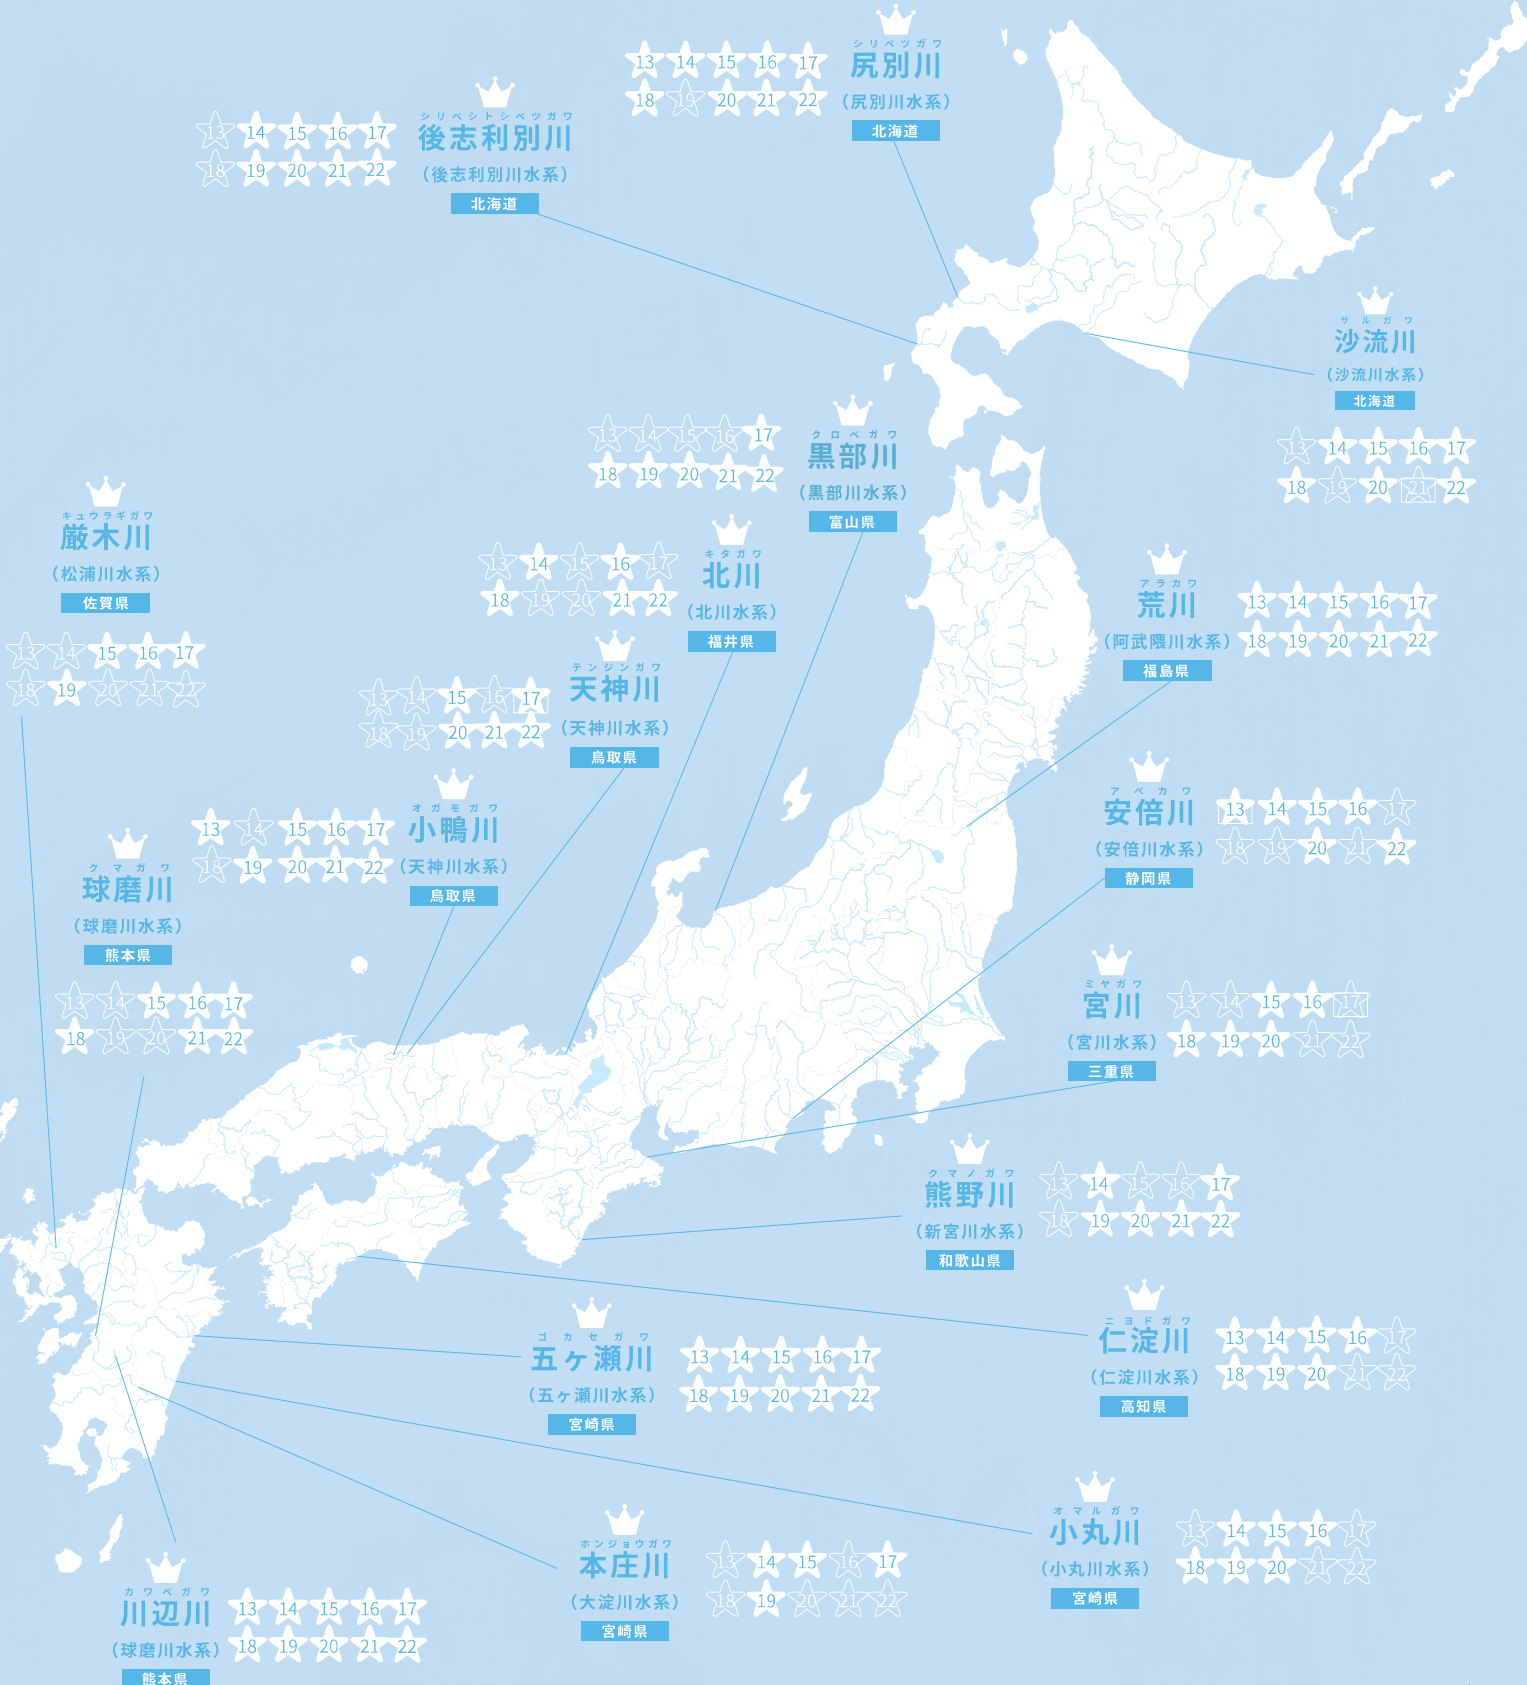 シリベツガワ
尻別川
(尻別川水系)
北海道
13 14 15 16 17
18 19 20 21 22
シリベシトシベツガワ
後志利別川
(後志利別川水系)
北海道
13 14 15 16 17
18 19 20 21 22
サルガワ
沙流川
(沙流川水系)
北海道
13 14 15 16 17
18 19 20 21 22
クロベガワ
黒部川
(黒部川水系)
富山県
13 14 15 16 17
18 19 20 21 22
キュウラギガワ
厳木川
(松浦川水系)
佐賀県
13 14 15 16 17
18 19 20 21 22
キタガワ
北川
(北川水系)
福井県
13 14 15 16 17
18 19 20 21 22
アラカワ
荒川
(阿武隈川水系)
福島県
13 14 15 16 17
18 19 20 21 22
テンジンガワ
天神川
(天神川水系)
鳥取県
13 14 15 16 17
18 19 20 21 22
アベカワ
安倍川
(安倍川水系)
静岡県
13 14 15 16 17
18 19 20 21 22
オガモガワ
小鴨川
(天神川水系)
鳥取県
13 14 15 16 17
18 19 20 21 22
クマガワ
球磨川
(球磨川水系)
熊本県
13 14 15 16 17
18 19 20 21 22
ミヤガワ
宮川
(宮川水系)
三重県
13 14 15 16 17
18 19 20 21 22
クマノガワ
熊野川
(新宮川水系)
和歌山県
13 14 15 16 17
18 19 20 21 22
ニヨドガワ
仁淀川
(仁淀川水系)
高知県
13 14 15 16 17
18 19 20 21 22
ゴカセガワ
五ヶ瀬川
(五ヶ瀬川水系)
宮崎県
13 14 15 16 17
18 19 20 21 22
オマルガワ
小丸川
(小丸川水系)
宮崎県
13 14 15 16 17
18 19 20 21 22
ホンジョウガワ
本庄川
(大淀川水系)
宮崎県
13 14 15 16 17
18 19 20 21 22
カワベガワ
川辺川
(球磨川水系)
熊本県
13 14 15 16 17
18 19 20 21 22